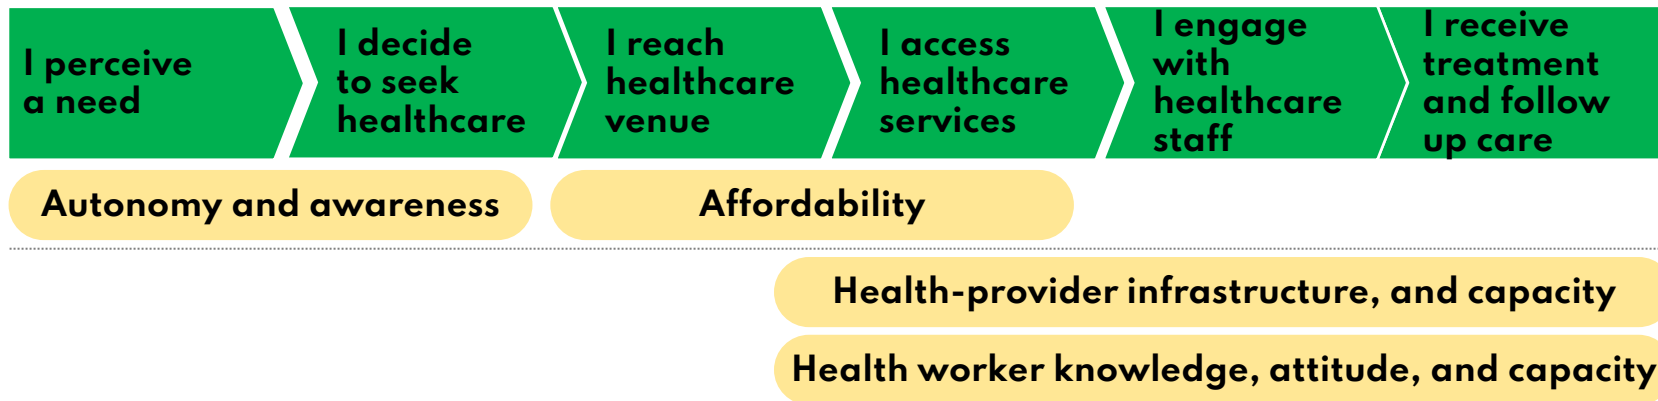 I perceive
a need
I decide
to seek
healthcare
I reach
healthcare
venue
I access
healthcare
services
I engage
with
healthcare
staff
I receive
treatment
and follow
up care
Autonomy and awareness
Affordability
Health-provider infrastructure, and capacity
Health worker knowledge, attitude, and capacity